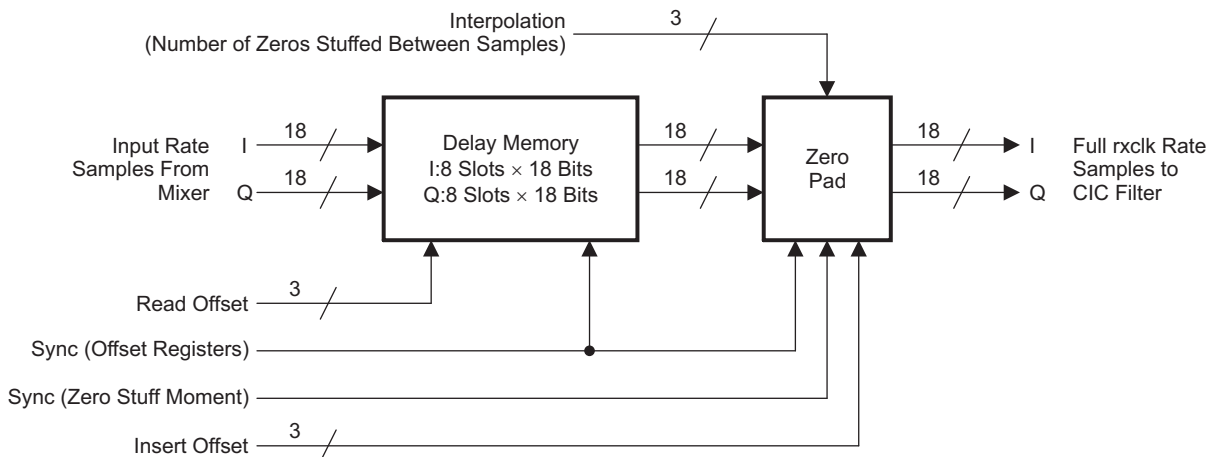 Interpolation
(Number of Zeros Stuffed Between Samples)
3
Input Rate
Samples From
Mixer
I
Q
18
18
Delay Memory
I:8 Slots × 18 Bits
Q:8 Slots × 18 Bits
18
18
Zero
Pad
18
18
I
Q
Full rxclk Rate
Samples to
CIC Filter
Read Offset
3
Sync (Offset Registers)
Sync (Zero Stuff Moment)
Insert Offset
3